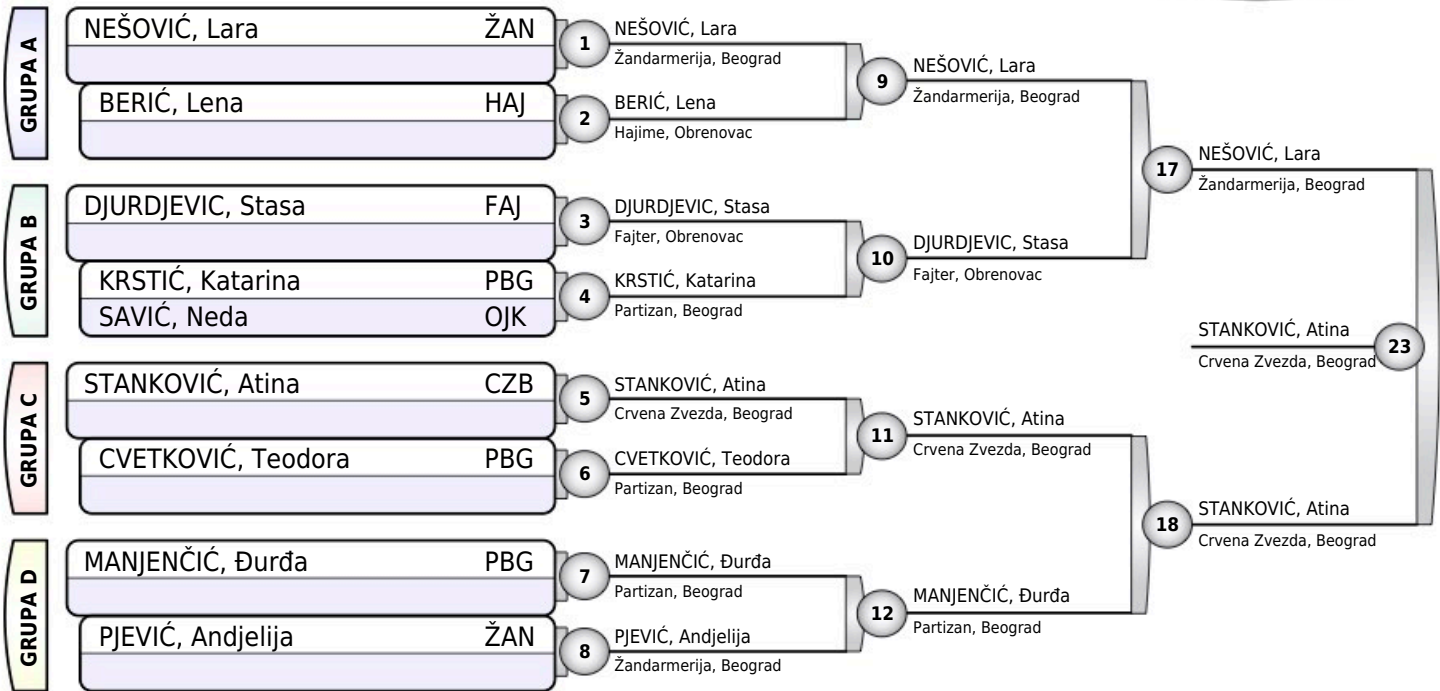 GRUPA A
NEŠOVIĆ, Lara ŽAN
BERIĆ, Lena HAJ
GRUPA B
DJURDJEVIC, Stasa FAJ
KRSTIĆ, Katarina PBG
SAVIĆ, Neda OJK
GRUPA C
STANKOVIĆ, Atina CZB
CVETKOVIĆ, Teodora PBG
GRUPA D
MANJENČIĆ, Đurđa PBG
PJEVIĆ, Andjelija ŽAN
1
NEŠOVIĆ, Lara
Žandarmerija, Beograd
2
BERIĆ, Lena
Hajime, Obrenovac
3
DJURDJEVIC, Stasa
Fajter, Obrenovac
4
KRSTIĆ, Katarina
Partizan, Beograd
5
STANKOVIĆ, Atina
Crvena Zvezda, Beograd
6
CVETKOVIĆ, Teodora
Partizan, Beograd
7
MANJENČIĆ, Đurđa
Partizan, Beograd
8
PJEVIĆ, Andjelija
Žandarmerija, Beograd
9
NEŠOVIĆ, Lara
Žandarmerija, Beograd
10
DJURDJEVIC, Stasa
Fajter, Obrenovac
11
STANKOVIĆ, Atina
Crvena Zvezda, Beograd
12
MANJENČIĆ, Đurđa
Partizan, Beograd
17
NEŠOVIĆ, Lara
Žandarmerija, Beograd
18
STANKOVIĆ, Atina
Crvena Zvezda, Beograd
STANKOVIĆ, Atina
Crvena Zvezda, Beograd
23